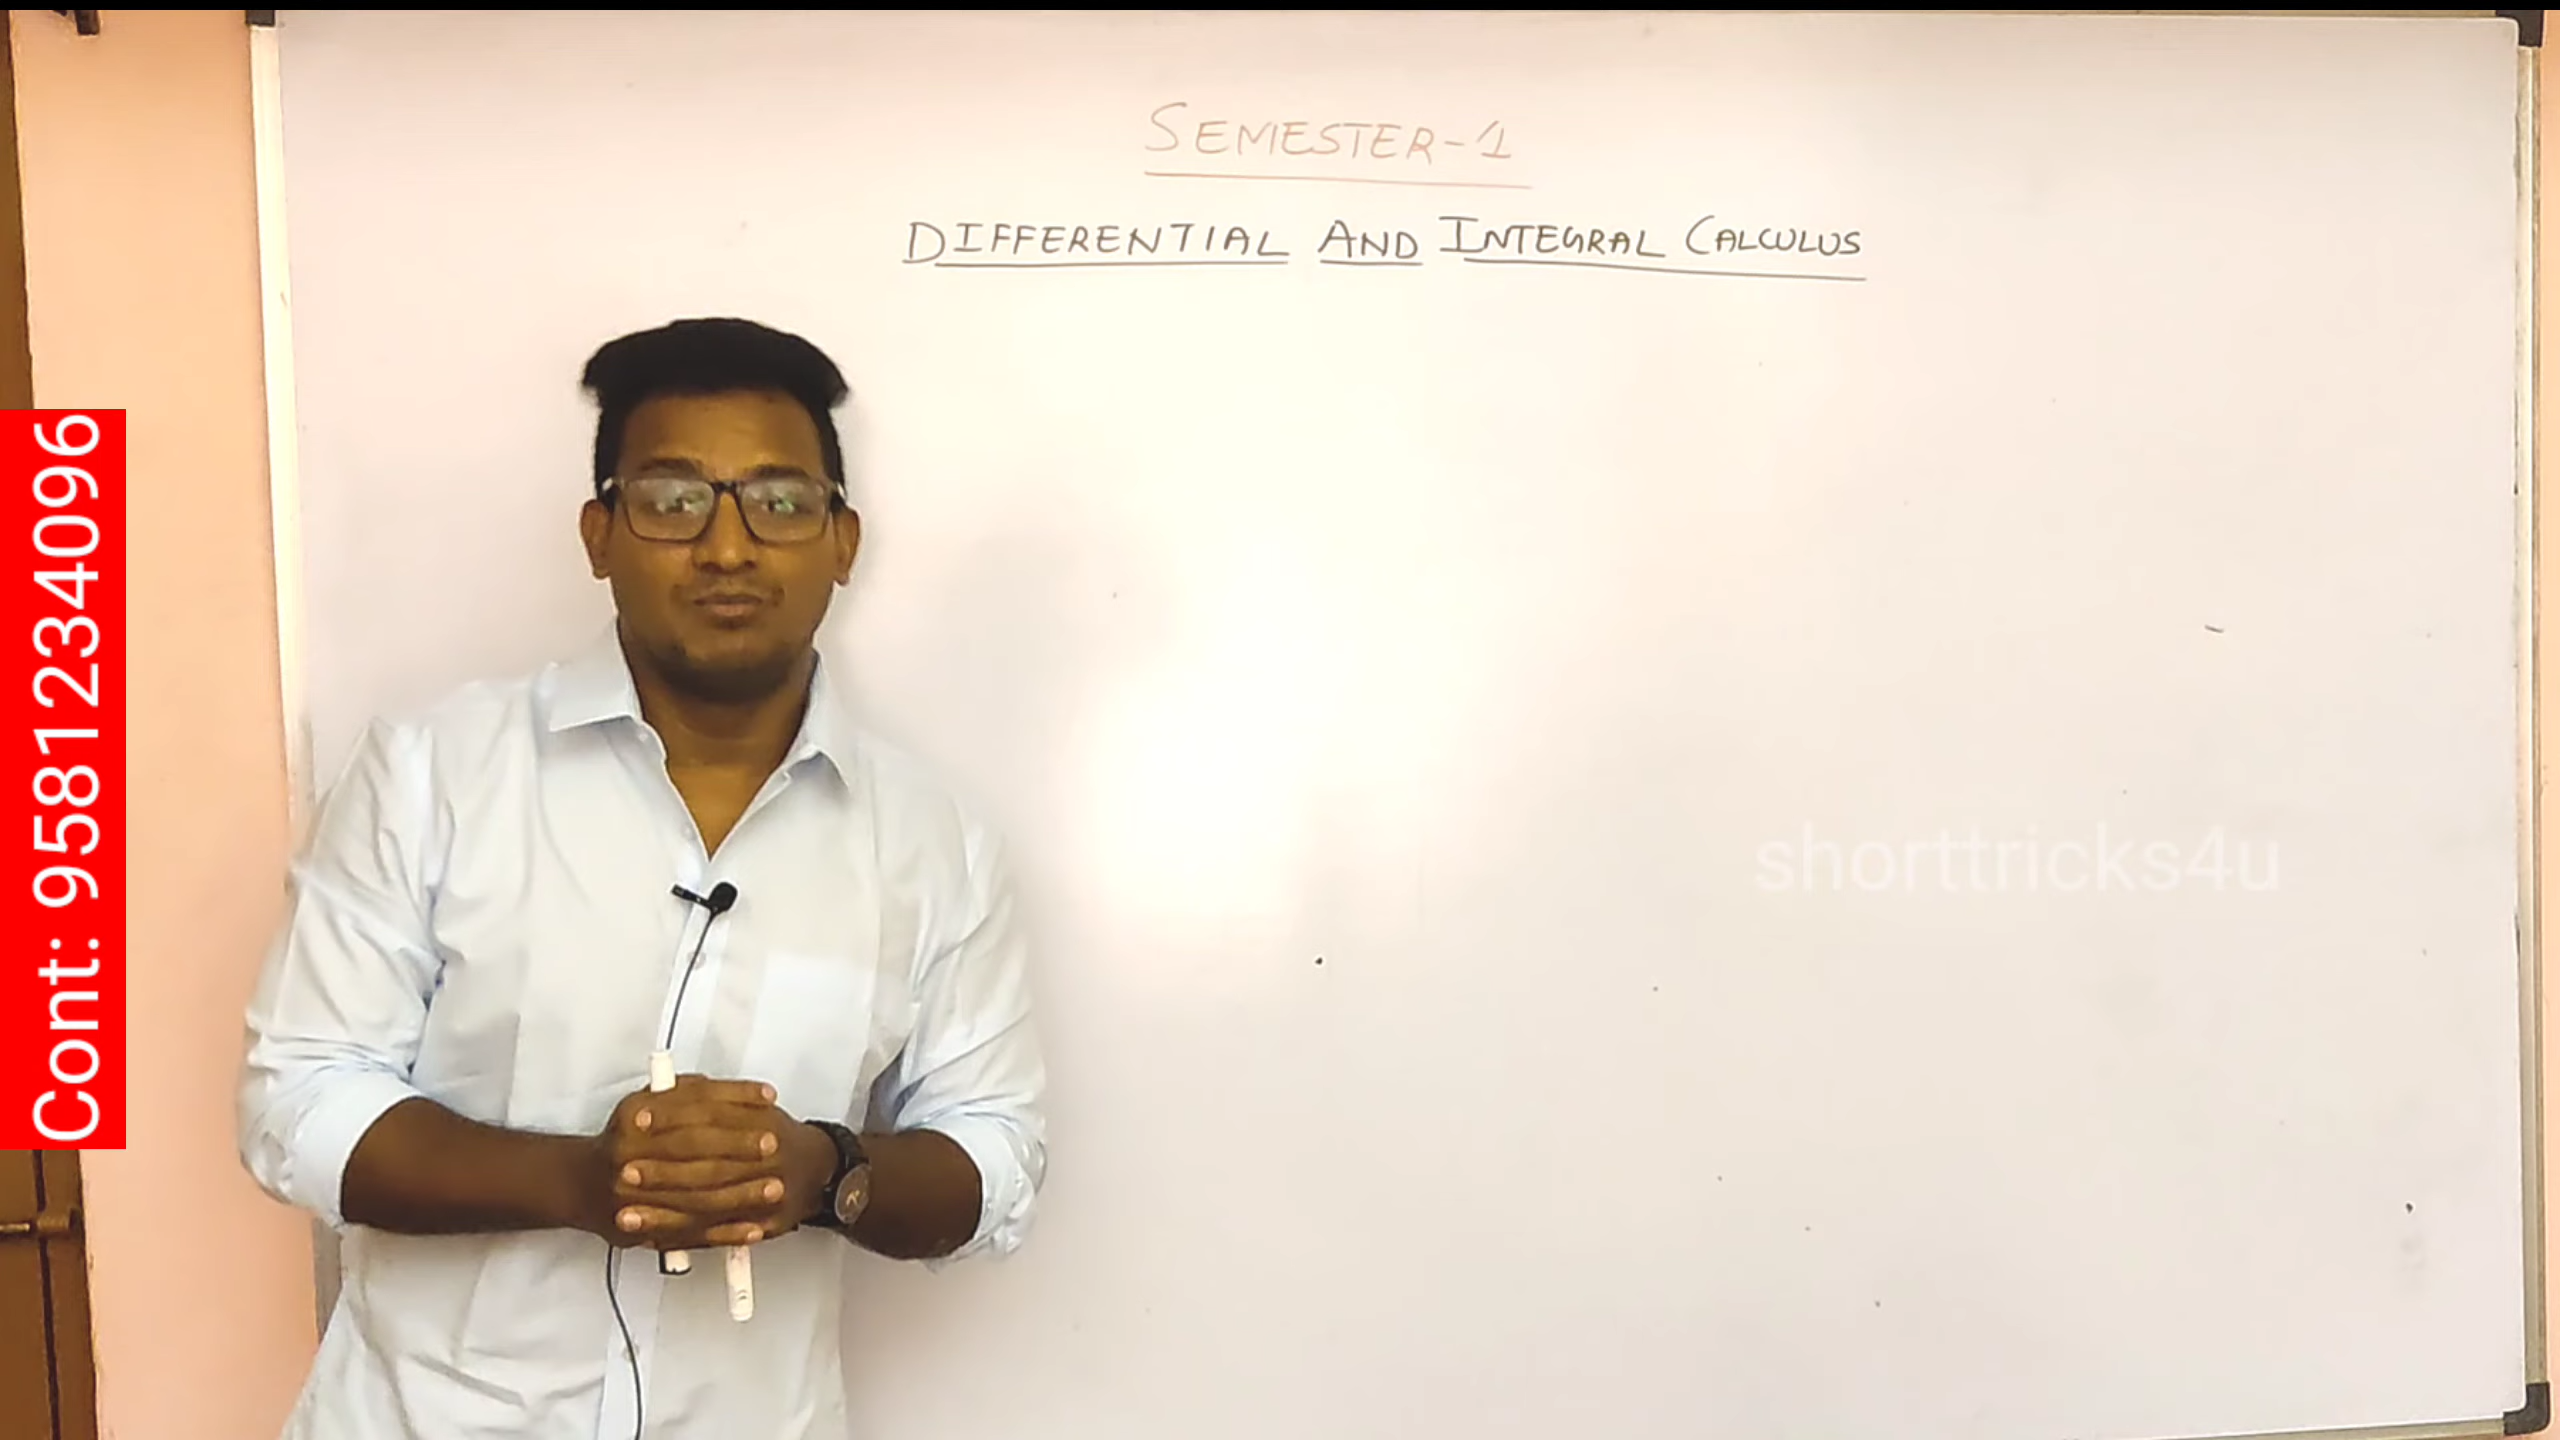 SEMESTER-1
DIFFERENTIAL AND INTEGRAL CALCULUS
Cont: 9581234096
shorttricks4u